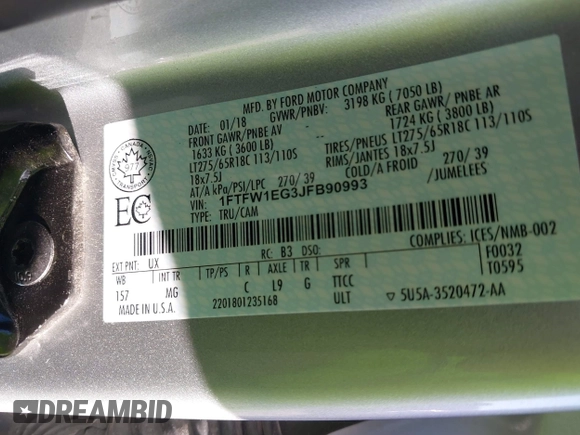 MFD. BY FORD MOTOR COMPANY
DATE: 01/18 GVWR/PNBV: 3198 KG ( 7050 LB)
FRONT GAWR/PNBE AV REAR GAWR/ PNBE AR
1633 KG ( 3600 LB) 1724 KG ( 3800 LB)
LT275/65R18C 113/110S TIRES/PNEUS LT275/65R18C 113/110S
18x7.5J RIMS/JANTES 18x7.5J
AT/A kPa/PSI/LPC 270/ 39 COLD/A FROID 270/ 39
VIN: 1FTFW1EG3JFB90993 /JUMELEES
TYPE: TRU/CAM
977
EC
COMPLIES: ICES/NMB-002
RC: B3 DSO: F0032
EXT PNT: UX T0595
WB INT TR TP/PS R AXLE TR SPR
157 MG C L9 G TTCC
MADE IN U.S.A. 2201801235168 ULT ▽ 5U5A-3520472-AA
DREAMBID